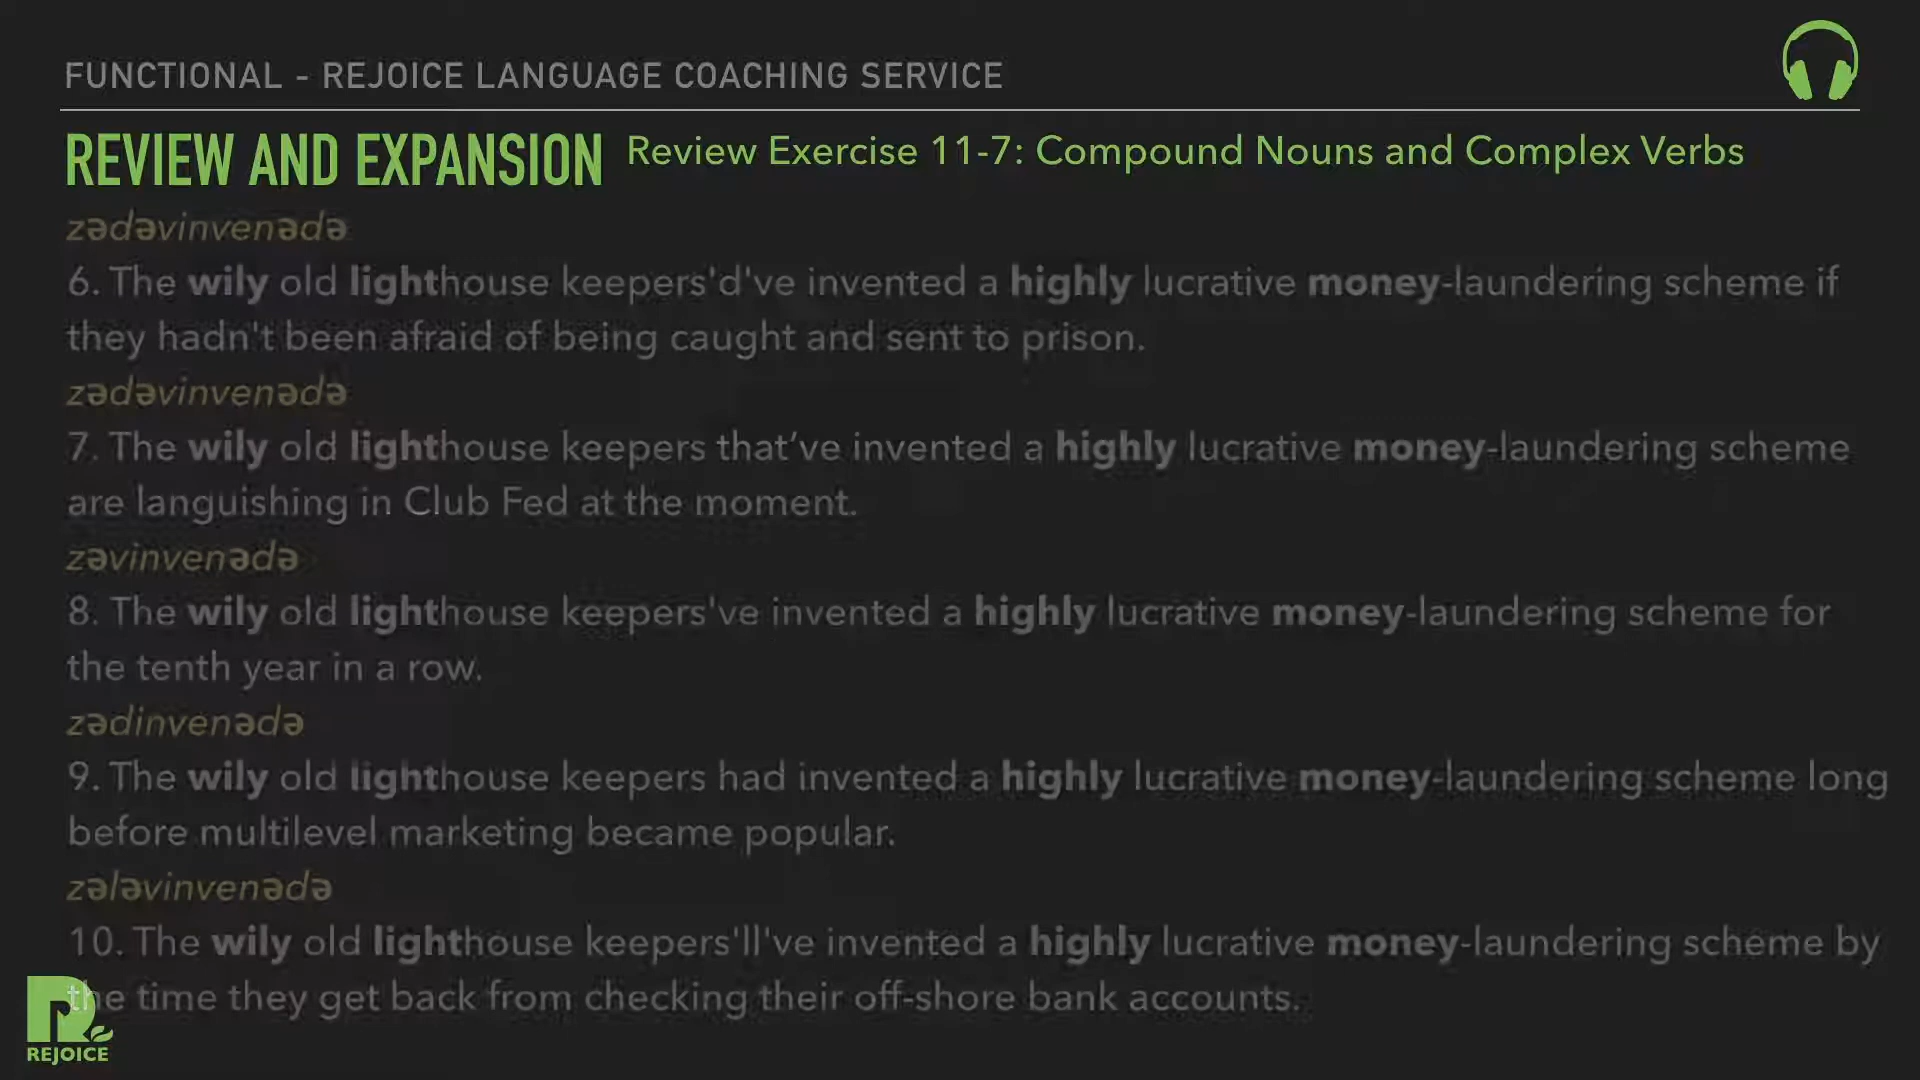 FUNCTIONAL - REJOICE LANGUAGE COACHING SERVICE
REVIEW AND EXPANSION Review Exercise 11-7: Compound Nouns and Complex Verbs
zədəvinvenədə
6. The wily old lighthouse keepers'd've invented a highly lucrative money-laundering scheme if
they hadn't been afraid of being caught and sent to prison.
zədəvinvenədə
7. The wily old lighthouse keepers that’ve invented a highly lucrative money-laundering scheme
are languishing in Club Fed at the moment.
zəvinvenədə
8. The wily old lighthouse keepers've invented a highly lucrative money-laundering scheme for
the tenth year in a row.
zədinvenədə
9. The wily old lighthouse keepers had invented a highly lucrative money-laundering scheme long
before multilevel marketing became popular.
zələvinvenədə
10. The wily old lighthouse keepers'll've invented a highly lucrative money-laundering scheme by
the time they get back from checking their off-shore bank accounts.
REJOICE